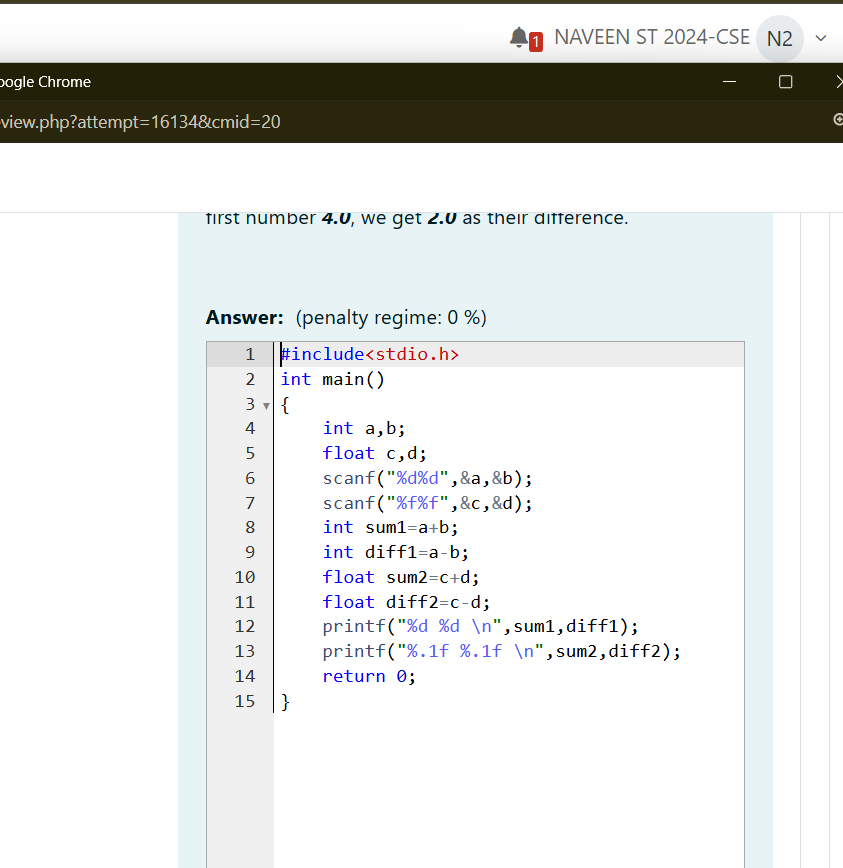 1 NAVEEN ST 2024-CSE N2
oogle Chrome
view.php?attempt=16134&cmid=20
first number 4.0, we get 2.0 as their difference.
Answer: (penalty regime: 0 %)
1 #include<stdio.h>
2 int main()
3 {
4 int a,b;
5 float c,d;
6 scanf("%d%d",&a,&b);
7 scanf("%f%f",&c,&d);
8 int sum1=a+b;
9 int diff1=a-b;
10 float sum2=c+d;
11 float diff2=c-d;
12 printf("%d %d \n",sum1,diff1);
13 printf("%.1f %.1f \n",sum2,diff2);
14 return 0;
15 }